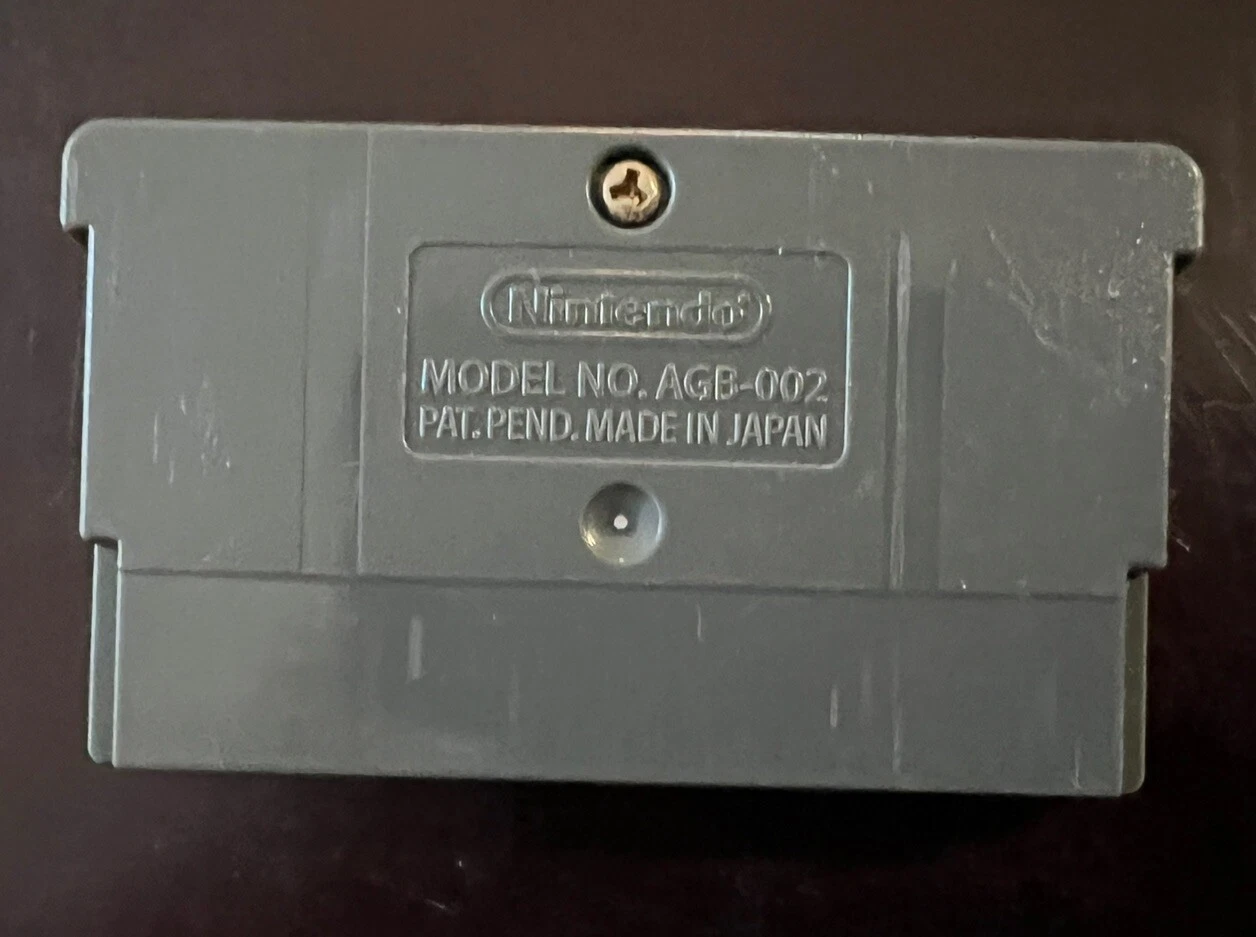 Nintendo
MODEL NO. AGB-002
PAT. PEND. MADE IN JAPAN